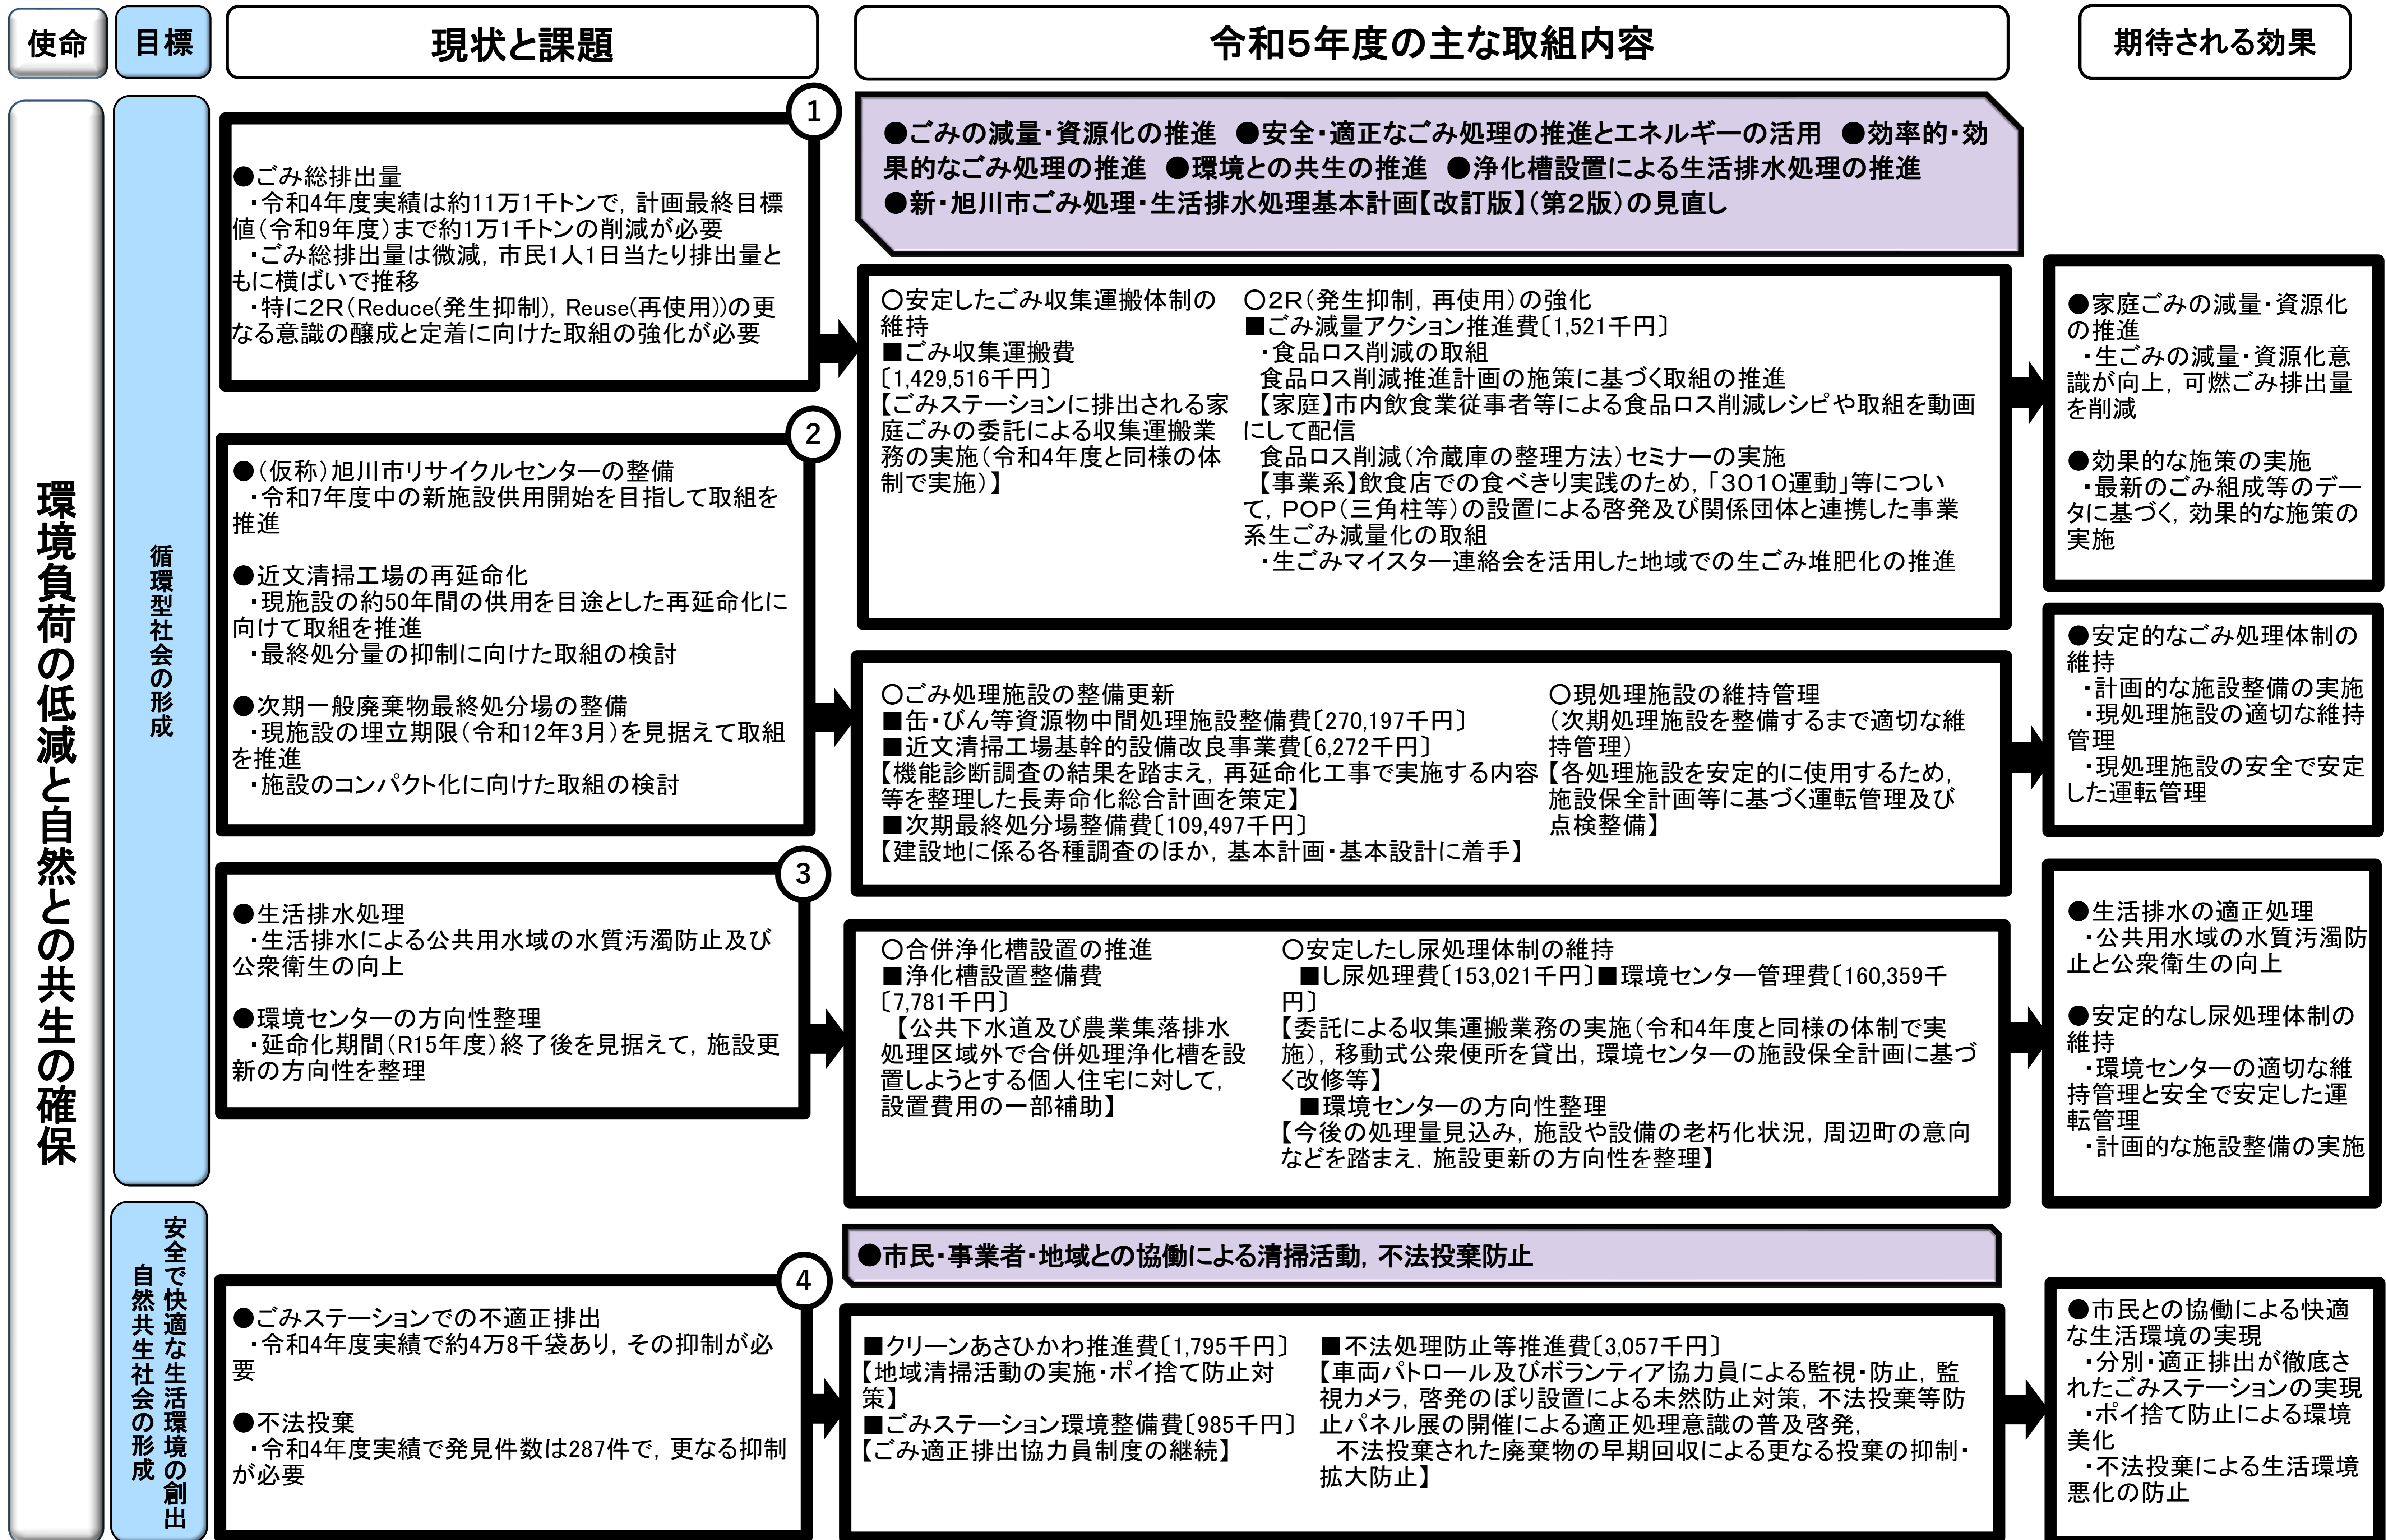 使命
目標
現状と課題
令和5年度の主な取組内容
期待される効果
環境負荷の低減と自然との共生の確保
循環型社会の形成
1
●ごみ総排出量
・令和4年度実績は約11万1千トンで，計画最終目標
値（令和9年度）まで約1万1千トンの削減が必要
・ごみ総排出量は微減，市民1人1日当たり排出量と
もに横ばいで推移
・特に2R（Reduce(発生抑制)，Reuse(再使用)）の更
なる意識の醸成と定着に向けた取組の強化が必要
●ごみの減量・資源化の推進 ●安全・適正なごみ処理の推進とエネルギーの活用 ●効率的・効
果的なごみ処理の推進 ●環境との共生の推進 ●浄化槽設置による生活排水処理の推進
●新・旭川市ごみ処理・生活排水処理基本計画【改訂版】（第2版）の見直し
○安定したごみ収集運搬体制の
維持
■ごみ収集運搬費
〔1,429,516千円〕
【ごみステーションに排出される家
庭ごみの委託による収集運搬業
務の実施（令和4年度と同様の体
制で実施）】
○2R（発生抑制，再使用）の強化
■ごみ減量アクション推進費〔1,521千円〕
・食品ロス削減の取組
食品ロス削減推進計画の施策に基づく取組の推進
【家庭】市内飲食業従事者等による食品ロス削減レシピや取組を動画
にして配信
食品ロス削減（冷蔵庫の整理方法）セミナーの実施
【事業系】飲食店での食べきり実践のため，「3010運動」等につい
て，POP（三角柱等）の設置による啓発及び関係団体と連携した事業
系生ごみ減量化の取組
・生ごみマイスター連絡会を活用した地域での生ごみ堆肥化の推進
●家庭ごみの減量・資源化
の推進
・生ごみの減量・資源化意
識が向上，可燃ごみ排出量
を削減
●効果的な施策の実施
・最新のごみ組成等のデー
タに基づく，効果的な施策の
実施
2
●（仮称）旭川市リサイクルセンターの整備
・令和7年度中の新施設供用開始を目指して取組を
推進
●近文清掃工場の再延命化
・現施設の約50年間の供用を目途とした再延命化に
向けて取組を推進
・最終処分量の抑制に向けた取組の検討
●次期一般廃棄物最終処分場の整備
・現施設の埋立期限（令和12年3月）を見据えて取組
を推進
・施設のコンパクト化に向けた取組の検討
○ごみ処理施設の整備更新
■缶・びん等資源物中間処理施設整備費〔270,197千円〕
■近文清掃工場基幹的設備改良事業費〔6,272千円〕
【機能診断調査の結果を踏まえ，再延命化工事で実施する内容
等を整理した長寿命化総合計画を策定】
■次期最終処分場整備費〔109,497千円〕
【建設地に係る各種調査のほか，基本計画・基本設計に着手】
○現処理施設の維持管理
（次期処理施設を整備するまで適切な維
持管理）
【各処理施設を安定的に使用するため，
施設保全計画等に基づく運転管理及び
点検整備】
●安定的なごみ処理体制の
維持
・計画的な施設整備の実施
・現処理施設の適切な維持
管理
・現処理施設の安全で安定
した運転管理
3
●生活排水処理
・生活排水による公共用水域の水質汚濁防止及び
公衆衛生の向上
●環境センターの方向性整理
・延命化期間（R15年度）終了後を見据えて，施設更
新の方向性を整理
○合併浄化槽設置の推進
■浄化槽設置整備費
〔7,781千円〕
【公共下水道及び農業集落排水
処理区域外で合併処理浄化槽を設
置しようとする個人住宅に対して，
設置費用の一部補助】
○安定したし尿処理体制の維持
■し尿処理費〔153,021千円〕■環境センター管理費〔160,359千
円〕
【委託による収集運搬業務の実施（令和4年度と同様の体制で実
施），移動式公衆便所を貸出，環境センターの施設保全計画に基づ
く改修等】
■環境センターの方向性整理
【今後の処理量見込み，施設や設備の老朽化状況，周辺町の意向
などを踏まえ，施設更新の方向性を整理】
●生活排水の適正処理
・公共用水域の水質汚濁防
止と公衆衛生の向上
●安定的なし尿処理体制の
維持
・環境センターの適切な維
持管理と安全で安定した運
転管理
・計画的な施設整備の実施
安全で快適な生活環境の創出
自然共生社会の形成
4
●ごみステーションでの不適正排出
・令和4年度実績で約4万8千袋あり，その抑制が必
要
●不法投棄
・令和4年度実績で発見件数は287件で，更なる抑制
が必要
●市民・事業者・地域との協働による清掃活動，不法投棄防止
■クリーンあさひかわ推進費〔1,795千円〕
【地域清掃活動の実施・ポイ捨て防止対
策】
■ごみステーション環境整備費〔985千円〕
【ごみ適正排出協力員制度の継続】
■不法処理防止等推進費〔3,057千円〕
【車両パトロール及びボランティア協力員による監視・防止，監
視カメラ，啓発のぼり設置による未然防止対策，不法投棄等防
止パネル展の開催による適正処理意識の普及啓発，
不法投棄された廃棄物の早期回収による更なる投棄の抑制・
拡大防止】
●市民との協働による快適
な生活環境の実現
・分別・適正排出が徹底さ
れたごみステーションの実現
・ポイ捨て防止による環境
美化
・不法投棄による生活環境
悪化の防止